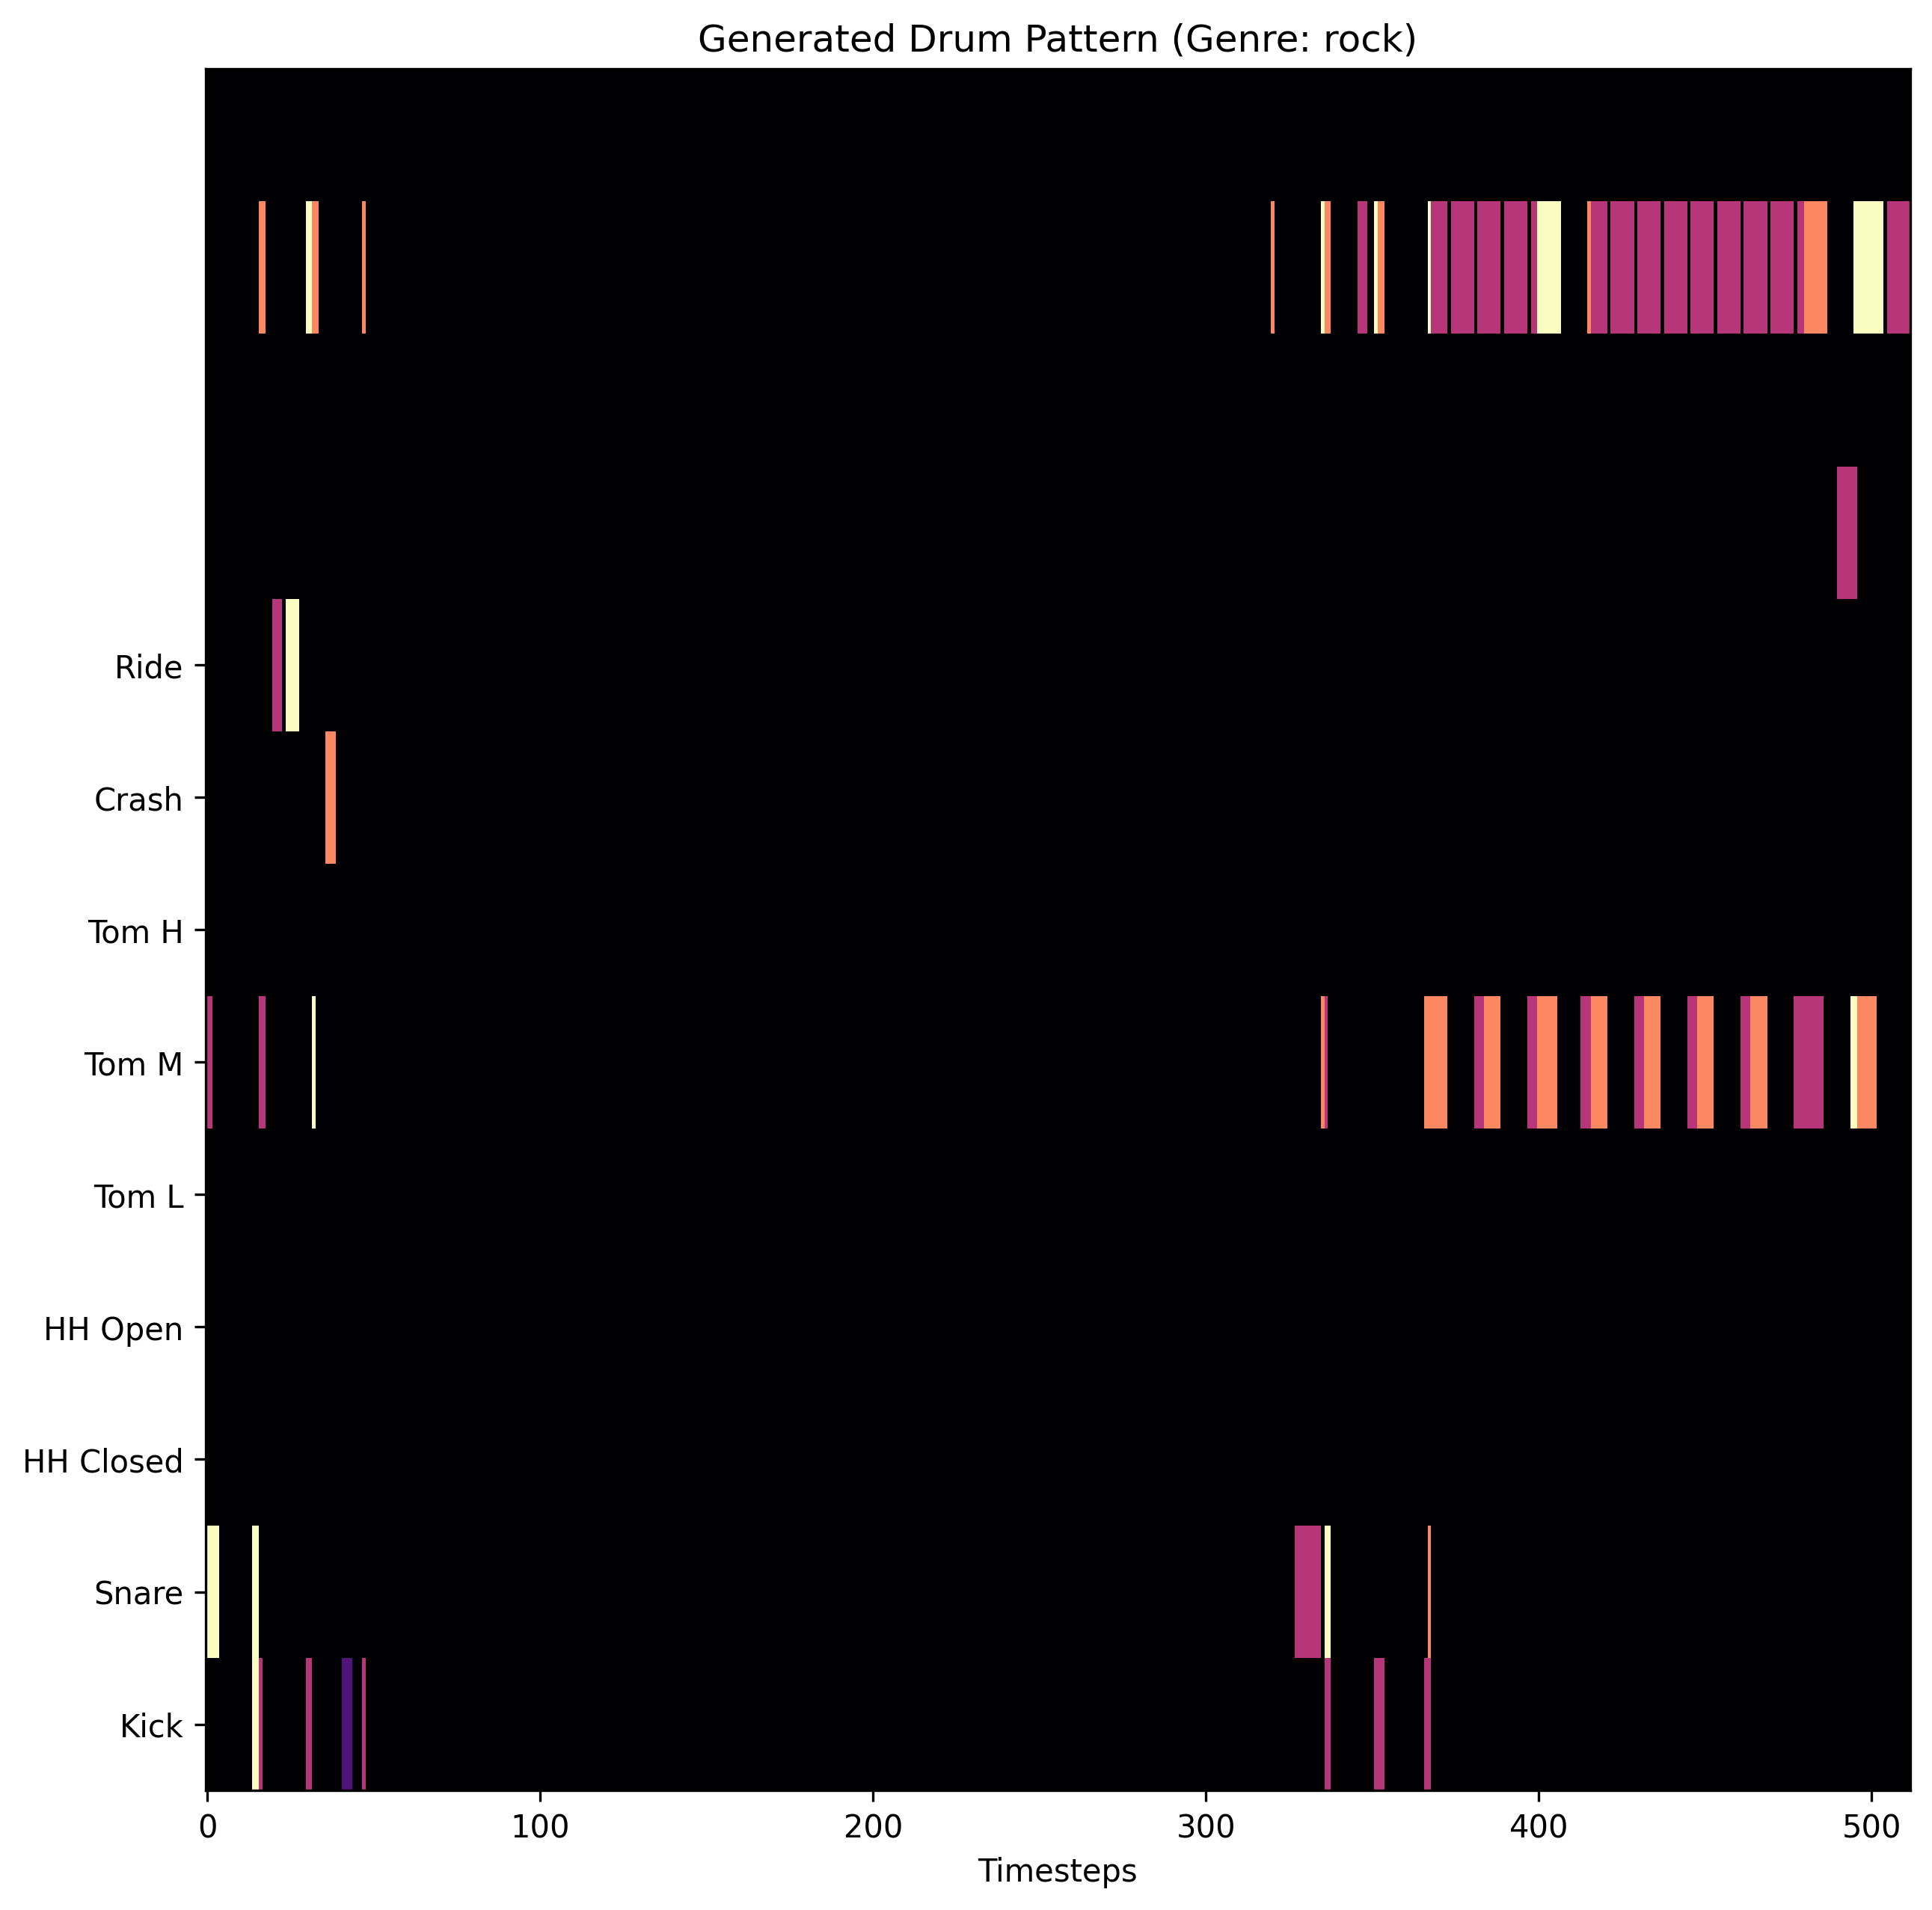 Generated Drum Pattern (Genre: rock)
Ride
Crash
Tom H
Tom M
Tom L
HH Open
HH Closed
Snare
Kick
0 100 200 300 400 500
Timesteps